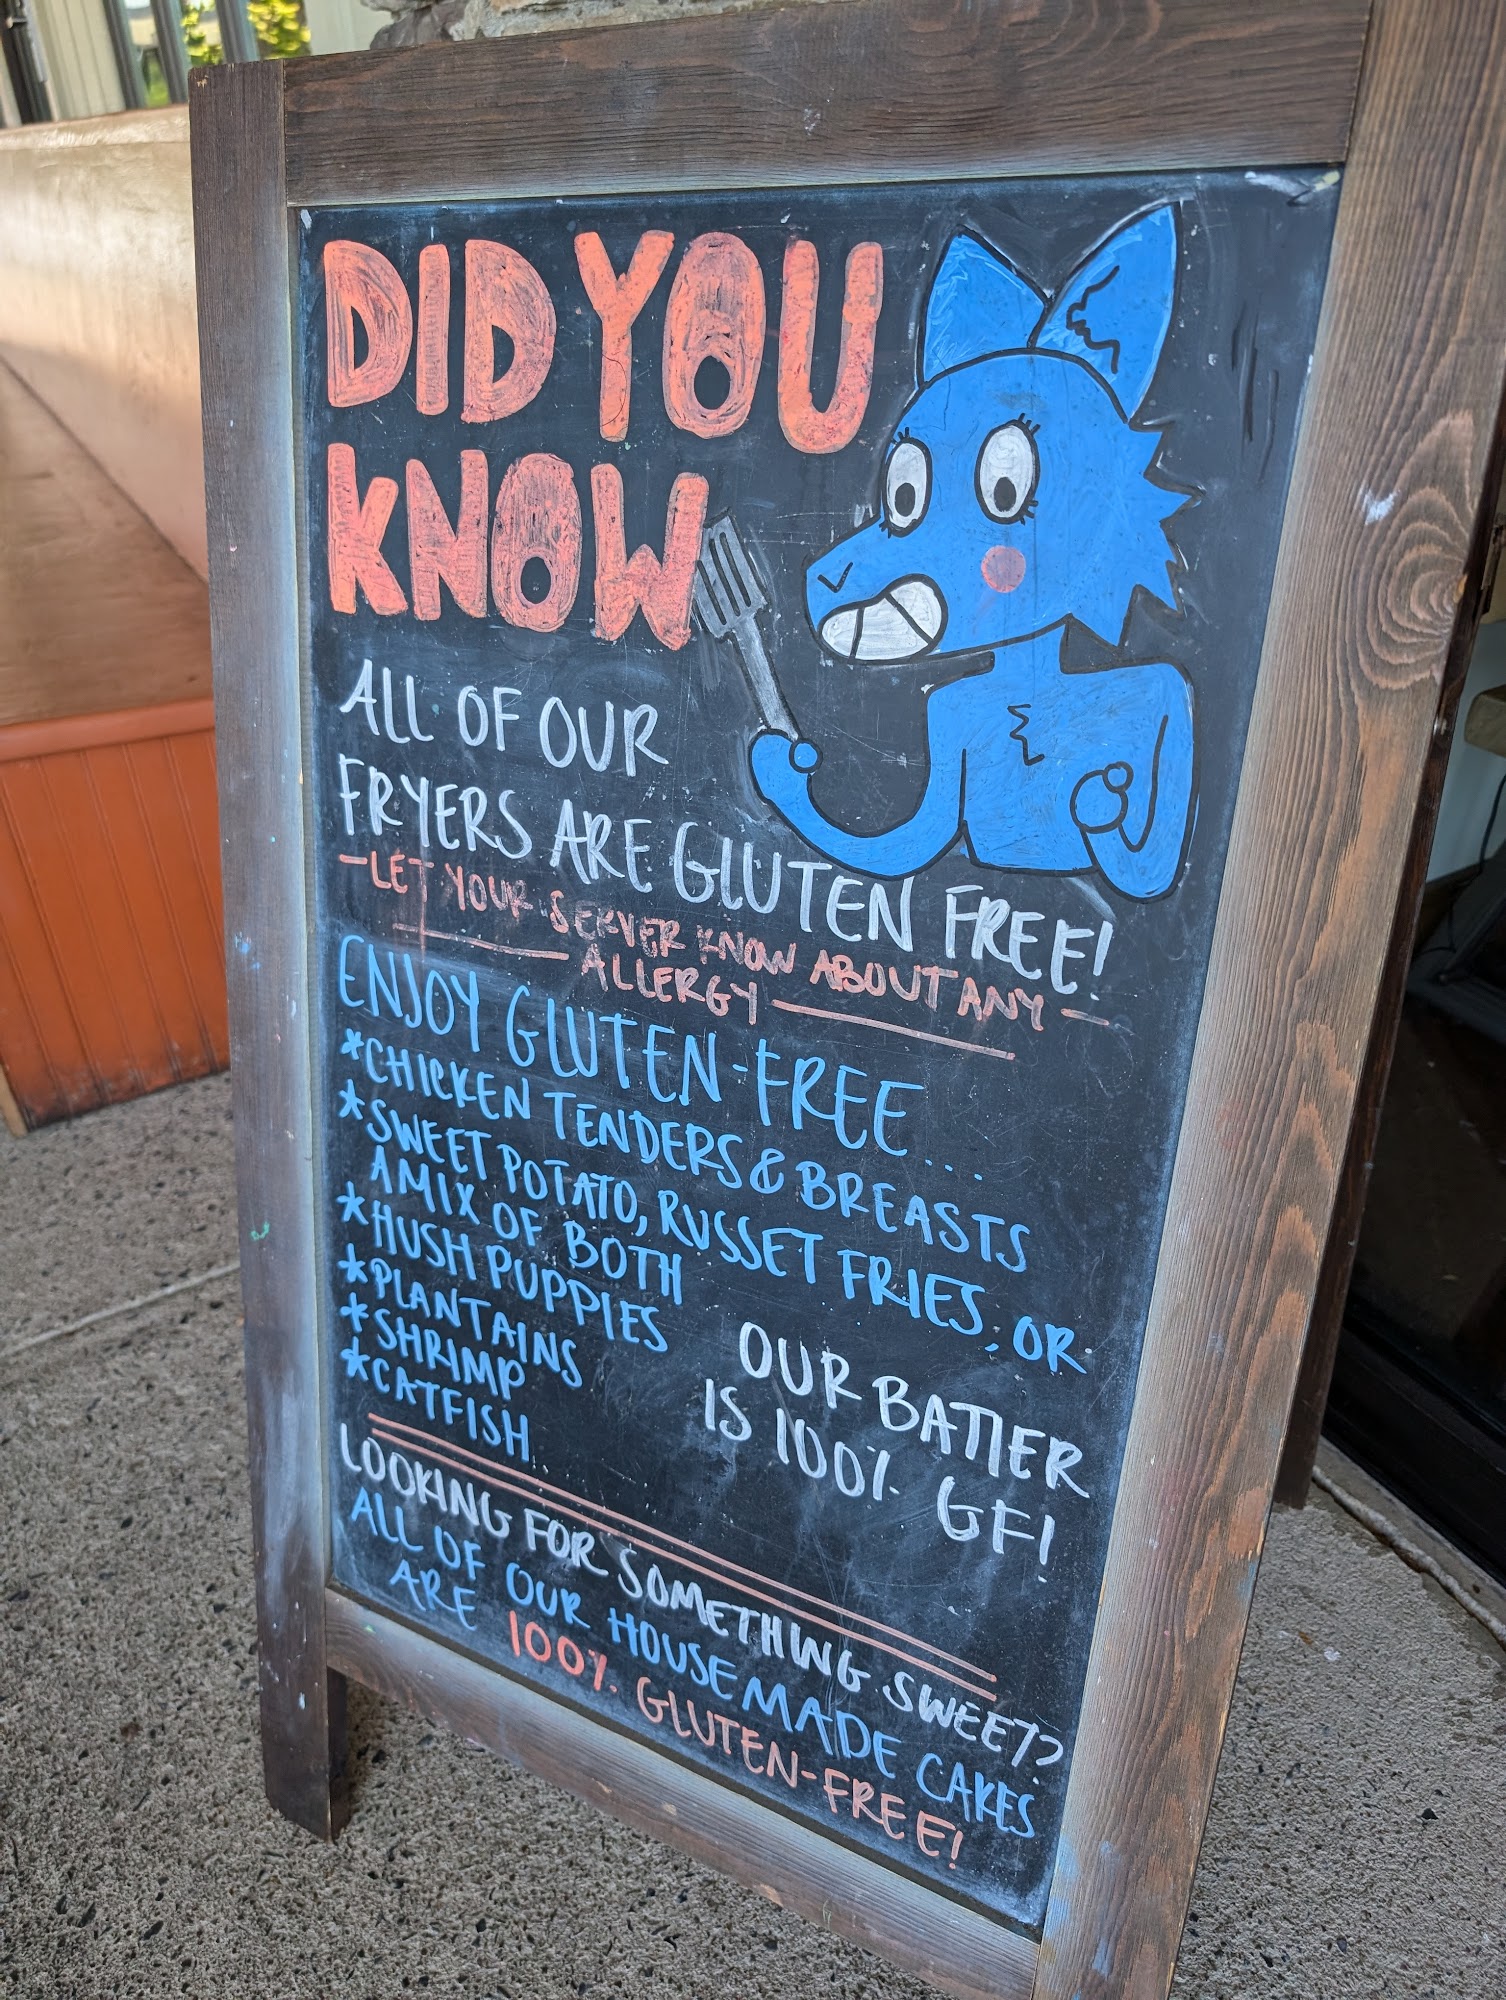 DID YOU
KNOW
ALL OF OUR
FRYERS ARE GLUTEN FREE!
-LET YOUR SERVER KNOW ABOUT ANY-
ALLERGY
ENJOY GLUTEN-FREE...
*CHICKEN TENDERS & BREASTS
*SWEET POTATO, RUSSET FRIES, OR
A MIX OF BOTH
*HUSH PUPPIES
*PLANTAINS
*SHRIMP
*CATFISH
OUR BATTER
IS 100%
GF!
LOOKING FOR SOMETHING SWEET?
ALL OF OUR HOUSEMADE CAKES
ARE 100% GLUTEN-FREE!